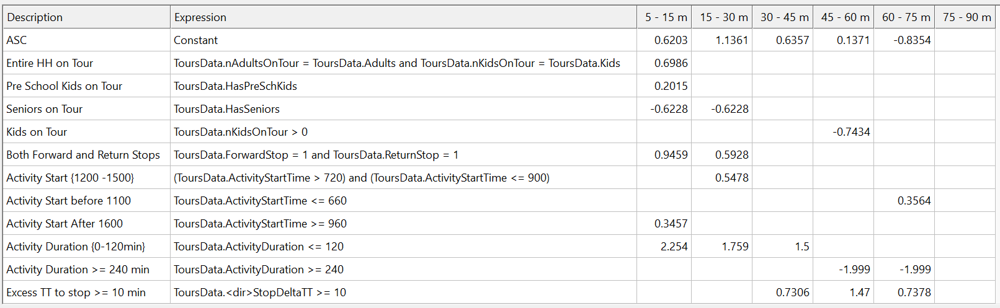 Description Expression 5 - 15 m 15 - 30 m 30 - 45 m 45 - 60 m 60 - 75 m 75 - 90 m
ASC Constant 0.6203 1.1361 0.6357 0.1371 -0.8354
Entire HH on Tour ToursData.nAdultsOnTour = ToursData.Adults and ToursData.nKidsOnTour = ToursData.Kids 0.6986
Pre School Kids on Tour ToursData.HasPreSchKids 0.2015
Seniors on Tour ToursData.HasSeniors -0.6228 -0.6228
Kids on Tour ToursData.nKidsOnTour > 0 -0.7434
Both Forward and Return Stops ToursData.ForwardStop = 1 and ToursData.ReturnStop = 1 0.9459 0.5928
Activity Start {1200 -1500} (ToursData.ActivityStartTime > 720) and (ToursData.ActivityStartTime <= 900) 0.5478
Activity Start before 1100 ToursData.ActivityStartTime <= 660 0.3564
Activity Start After 1600 ToursData.ActivityStartTime >= 960 0.3457
Activity Duration {0-120min} ToursData.ActivityDuration <= 120 2.254 1.759 1.5
Activity Duration >= 240 min ToursData.ActivityDuration >= 240 -1.999 -1.999
Excess TT to stop >= 10 min ToursData.<dir>StopDeltaTT >= 10 0.7306 1.47 0.7378